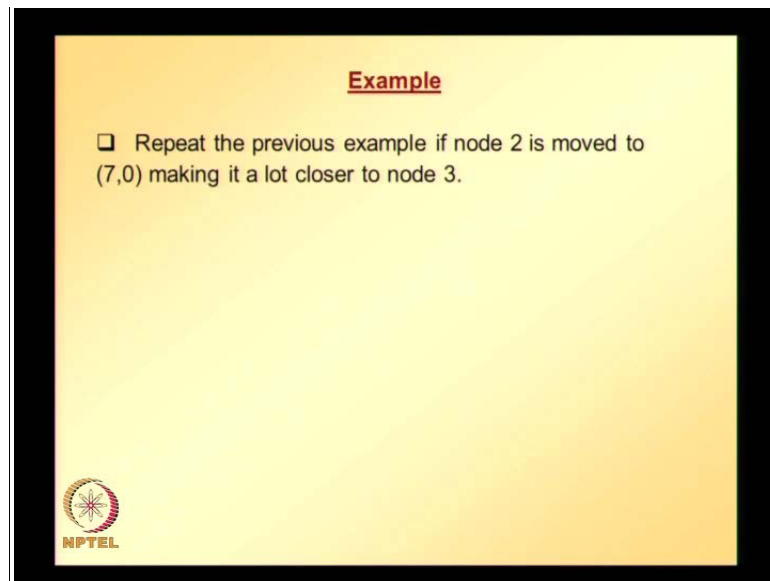 Example
❑ Repeat the previous example if node 2 is moved to
(7,0) making it a lot closer to node 3.
NPTEL